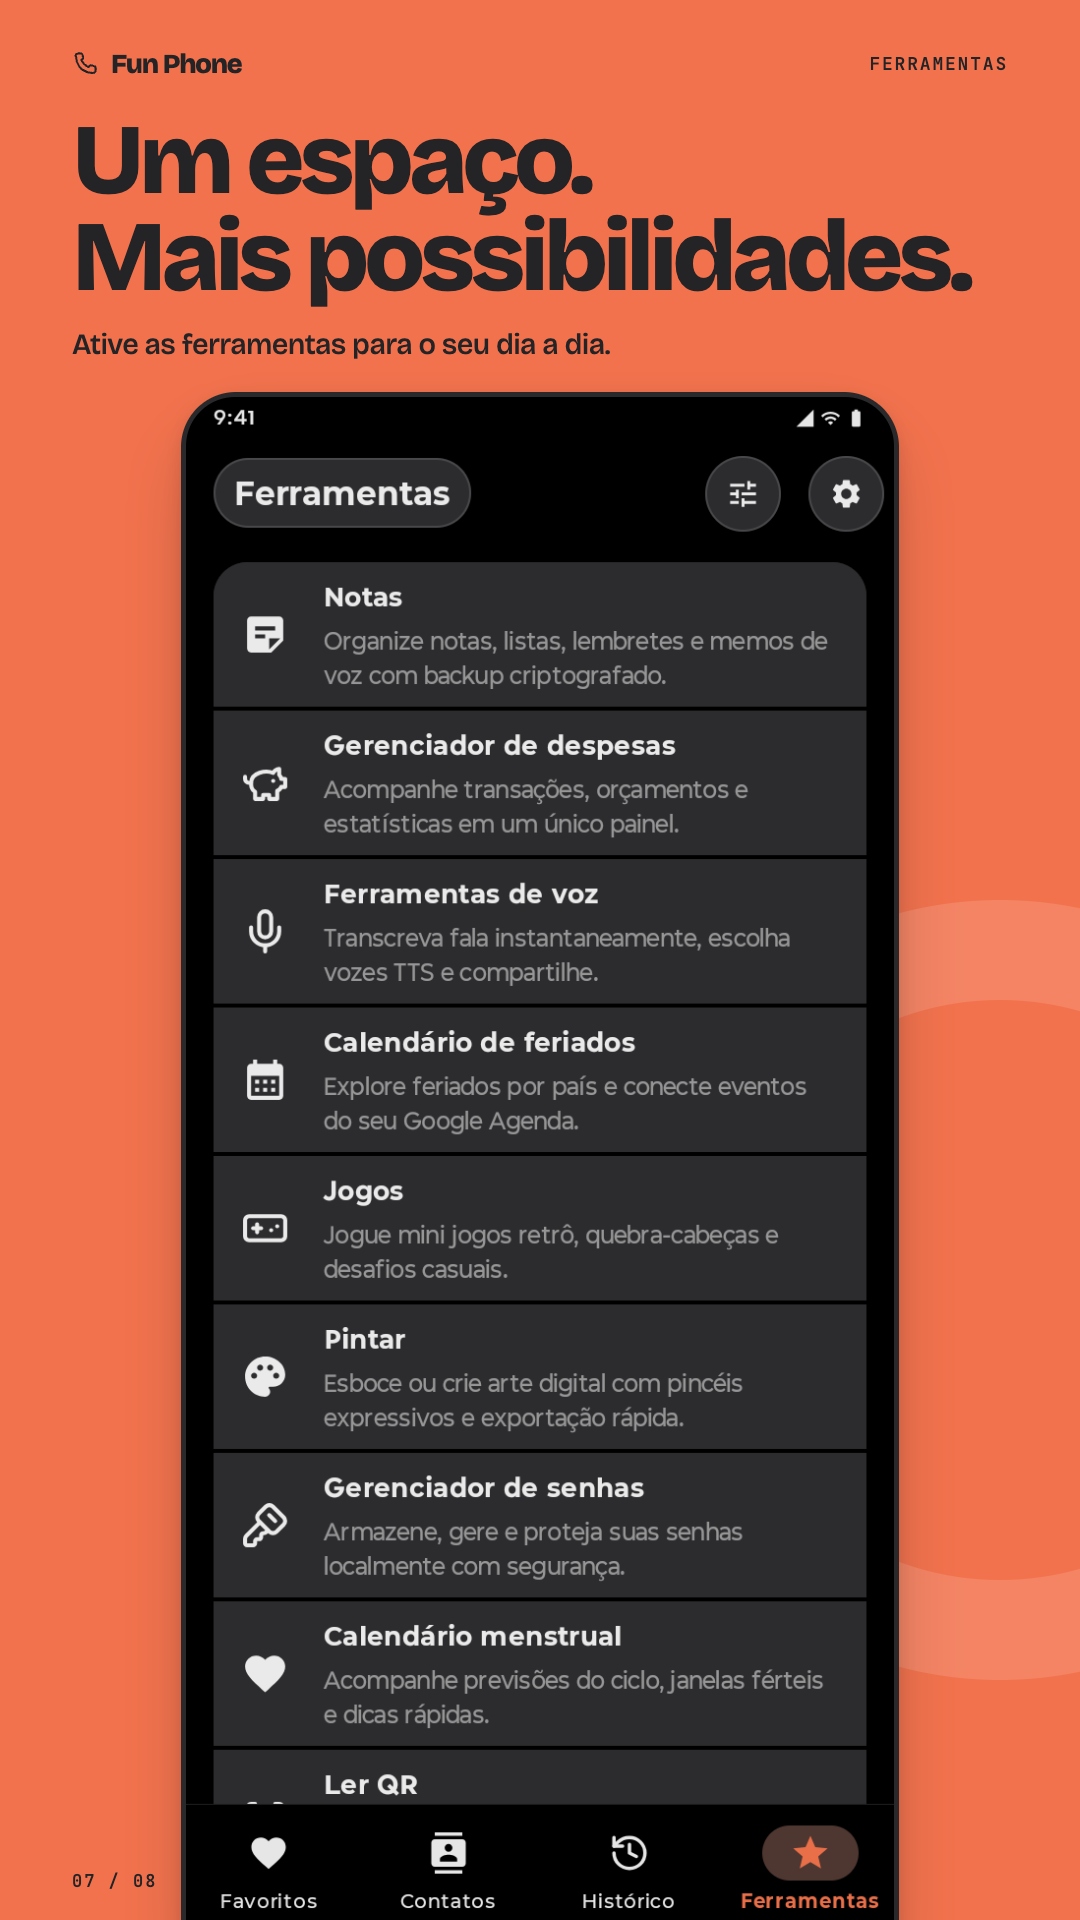 Fun Phone
FERRAMENTAS
Um espaço.
Mais possibilidades.
Ative as ferramentas para o seu dia a dia.
9:41
Ferramentas
Notas
Organize notas, listas, lembretes e memos de
voz com backup criptografado.
Gerenciador de despesas
Acompanhe transações, orçamentos e
estatísticas em um único painel.
Ferramentas de voz
Transcreva fala instantaneamente, escolha
vozes TTS e compartilhe.
Calendário de feriados
Explore feriados por país e conecte eventos
do seu Google Agenda.
Jogos
Jogue mini jogos retrô, quebra-cabeças e
desafios casuais.
Pintar
Esboce ou crie arte digital com pincéis
expressivos e exportação rápida.
Gerenciador de senhas
Armazene, gere e proteja suas senhas
localmente com segurança.
Calendário menstrual
Acompanhe previsões do ciclo, janelas férteis
e dicas rápidas.
Ler QR
Favoritos
Contatos
Histórico
Ferramentas
07 / 08